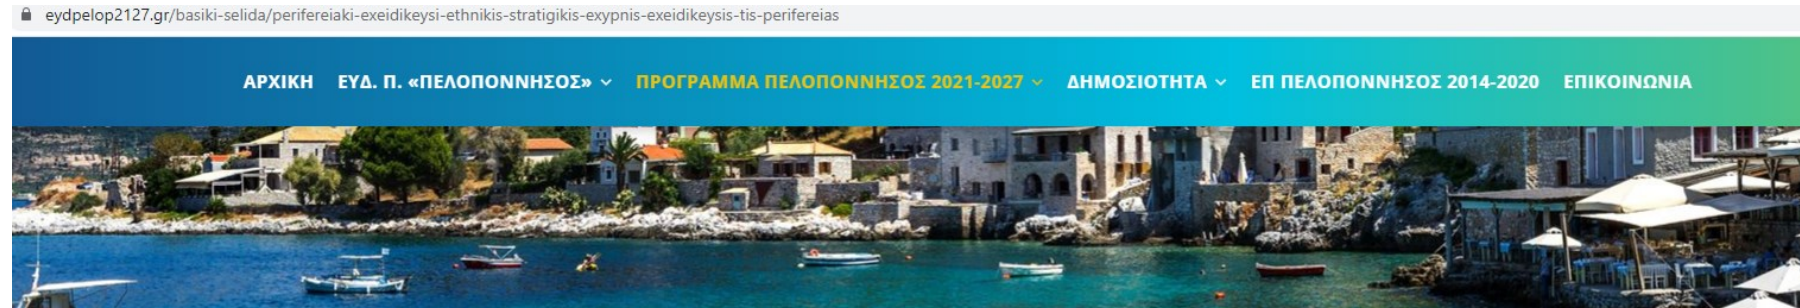 eydpelop2127.gr/basiki-selida/perifereiaki-exeidikeysi-ethnikis-stratigikis-exypnis-exeidikeysis-tis-perifereias
ΑΡΧΙΚΗ ΕΥΔ. Π. «ΠΕΛΟΠΟΝΝΗΣΟΣ» ΠΡΟΓΡΑΜΜΑ ΠΕΛΟΠΟΝΝΗΣΟΣ 2021-2027 ΔΗΜΟΣΙΟΤΗΤΑ ΕΠ ΠΕΛΟΠΟΝΝΗΣΟΣ 2014-2020 ΕΠΙΚΟΙΝΩΝΙΑ